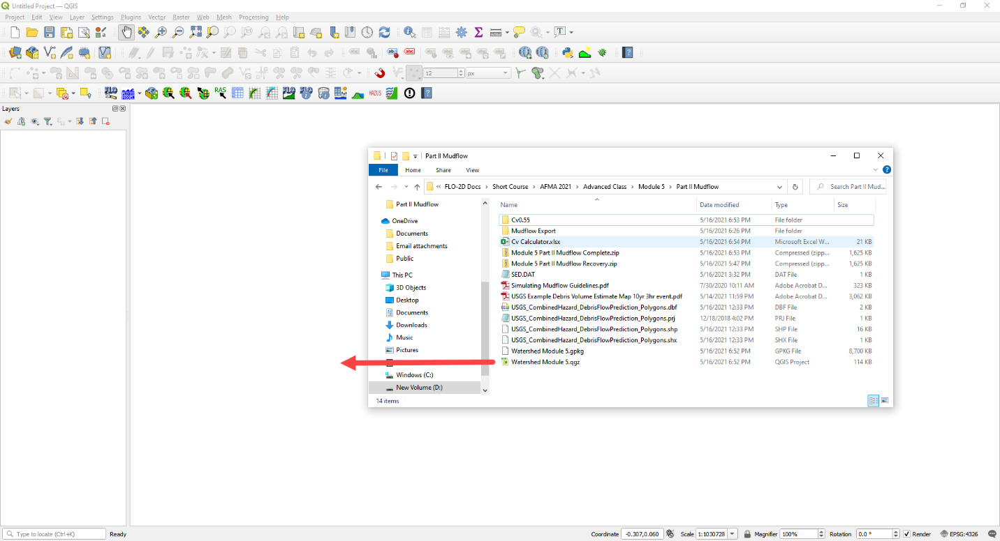 Untitled Project — QGIS
Project Edit View Layer Settings Plugins Vector Raster Web Mesh Processing Help
12 px
RAS HAZUS
Layers
Part II Mudflow
File Home Share View
« FLO-2D Docs › Short Course › AFMA 2021 › Advanced Class › Module 5 › Part II Mudflow Search Part II Mud...
Part II Mudflow
OneDrive
Documents
Email attachments
Public
This PC
3D Objects
Desktop
Documents
Downloads
Music
Pictures
Windows (C:)
New Volume (D:)
Name Date modified Type Size
Cv0.55 5/16/2021 6:53 PM File folder
Mudflow Export 5/16/2021 6:26 PM File folder
Cv Calculator.xlsx 5/16/2021 6:54 PM Microsoft Excel W... 21 KB
Module 5 Part II Mudflow Complete.zip 5/16/2021 6:53 PM Compressed (zipp... 1,625 KB
Module 5 Part II Mudflow Recovery.zip 5/16/2021 5:47 PM Compressed (zipp... 1,625 KB
SED.DAT 5/16/2021 3:32 PM DAT File 1 KB
Simulating Mudflow Guidelines.pdf 7/30/2020 10:11 AM Adobe Acrobat D... 323 KB
USGS Example Debris Volume Estimate Map 10yr 3hr event.pdf 5/14/2021 11:59 PM Adobe Acrobat D... 3,062 KB
USGS_CombinedHazard_DebrisFlowPrediction_Polygons.dbf 5/16/2021 12:33 PM DBF File 2 KB
USGS_CombinedHazard_DebrisFlowPrediction_Polygons.prj 12/18/2018 4:02 PM PRJ File 1 KB
USGS_CombinedHazard_DebrisFlowPrediction_Polygons.shp 5/16/2021 12:33 PM SHP File 16 KB
USGS_CombinedHazard_DebrisFlowPrediction_Polygons.shx 5/16/2021 12:33 PM SHX File 1 KB
Watershed Module 5.gpkg 5/16/2021 6:52 PM GPKG File 8,700 KB
Watershed Module 5.qgz 5/16/2021 6:52 PM QGIS Project 114 KB
14 items
Type to locate (Ctrl+K) Ready Coordinate -0.307,0.060 Scale 1:1030728 Magnifier 100% Rotation 0.0 ° Render EPSG:4326